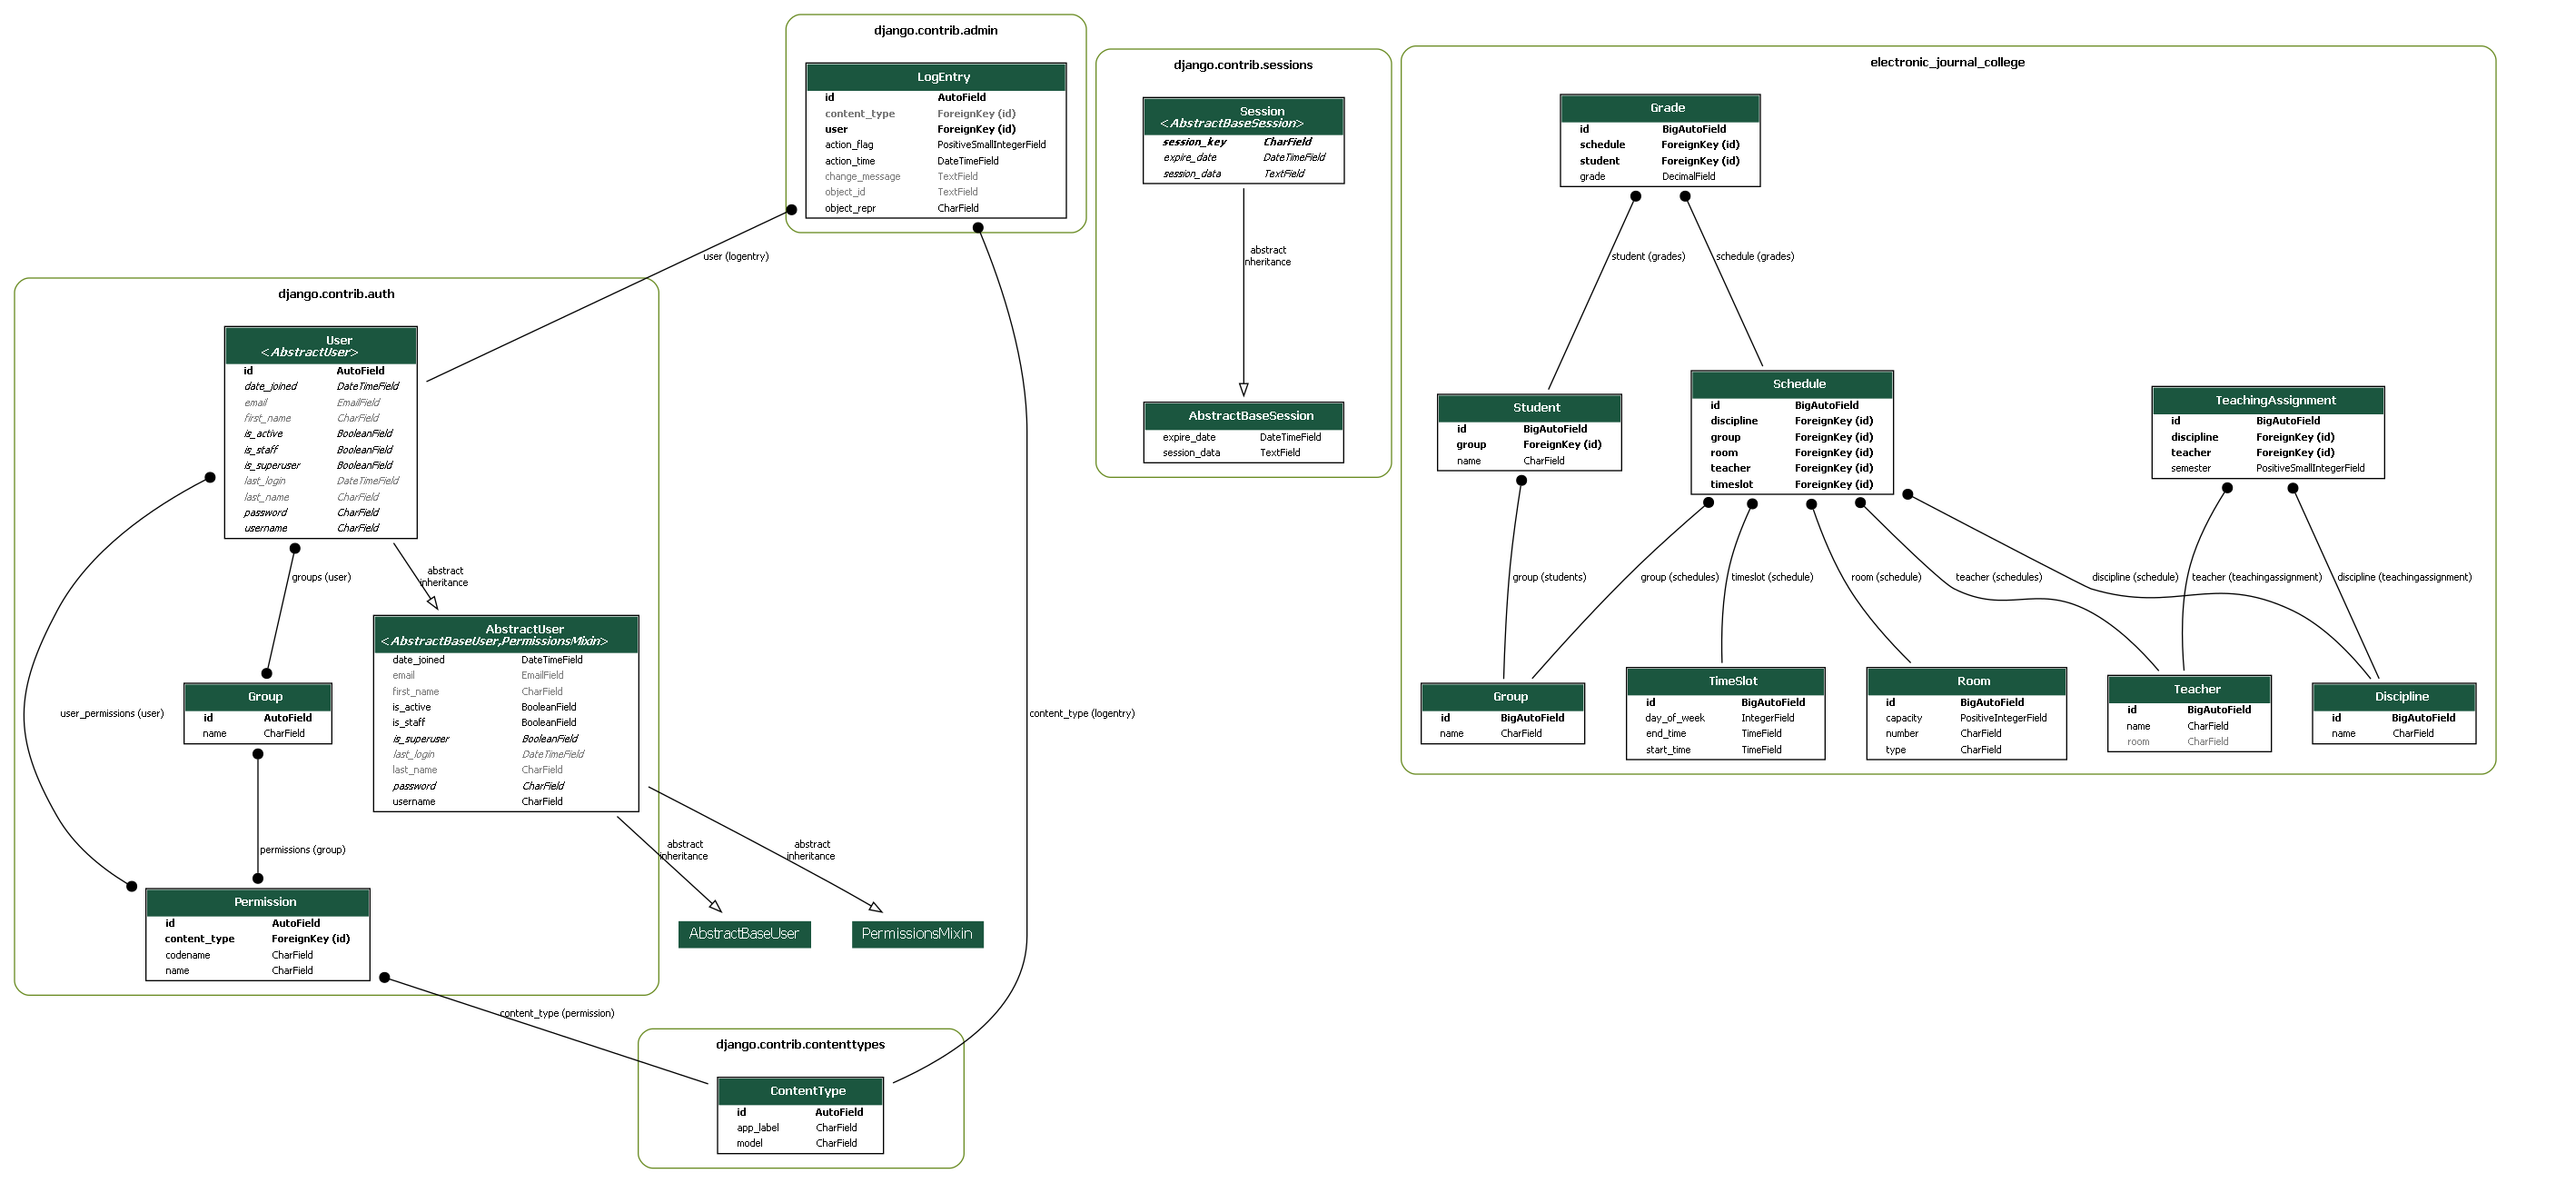 django.contrib.admin
LogEntry
id AutoField
content_type ForeignKey (id)
user ForeignKey (id)
action_flag PositiveSmallIntegerField
action_time DateTimeField
change_message TextField
object_id TextField
object_repr CharField
django.contrib.sessions
Session
<AbstractBaseSession>
session_key CharField
expire_date DateTimeField
session_data TextField
abstract
inheritance
AbstractBaseSession
expire_date DateTimeField
session_data TextField
electronic_journal_college
Grade
id BigAutoField
schedule ForeignKey (id)
student ForeignKey (id)
grade DecimalField
student (grades)
schedule (grades)
Student
id BigAutoField
group ForeignKey (id)
name CharField
Schedule
id BigAutoField
discipline ForeignKey (id)
group ForeignKey (id)
room ForeignKey (id)
teacher ForeignKey (id)
timeslot ForeignKey (id)
TeachingAssignment
id BigAutoField
discipline ForeignKey (id)
teacher ForeignKey (id)
semester PositiveSmallIntegerField
group (students)
group (schedules)
timeslot (schedule)
room (schedule)
teacher (schedules)
discipline (schedule)
teacher (teachingassignment)
discipline (teachingassignment)
Group
id BigAutoField
name CharField
TimeSlot
id BigAutoField
day_of_week IntegerField
end_time TimeField
start_time TimeField
Room
id BigAutoField
capacity PositiveIntegerField
number CharField
type CharField
Teacher
id BigAutoField
name CharField
room CharField
Discipline
id BigAutoField
name CharField
user (logentry)
django.contrib.auth
User
<AbstractUser>
id AutoField
date_joined DateTimeField
email EmailField
first_name CharField
is_active BooleanField
is_staff BooleanField
is_superuser BooleanField
last_login DateTimeField
last_name CharField
password CharField
username CharField
groups (user)
abstract
inheritance
AbstractUser
<AbstractBaseUser,PermissionsMixin>
date_joined DateTimeField
email EmailField
first_name CharField
is_active BooleanField
is_staff BooleanField
is_superuser BooleanField
last_login DateTimeField
last_name CharField
password CharField
username CharField
Group
id AutoField
name CharField
user_permissions (user)
content_type (logentry)
permissions (group)
abstract
inheritance
abstract
inheritance
Permission
id AutoField
content_type ForeignKey (id)
codename CharField
name CharField
AbstractBaseUser
PermissionsMixin
content_type (permission)
django.contrib.contenttypes
ContentType
id AutoField
app_label CharField
model CharField